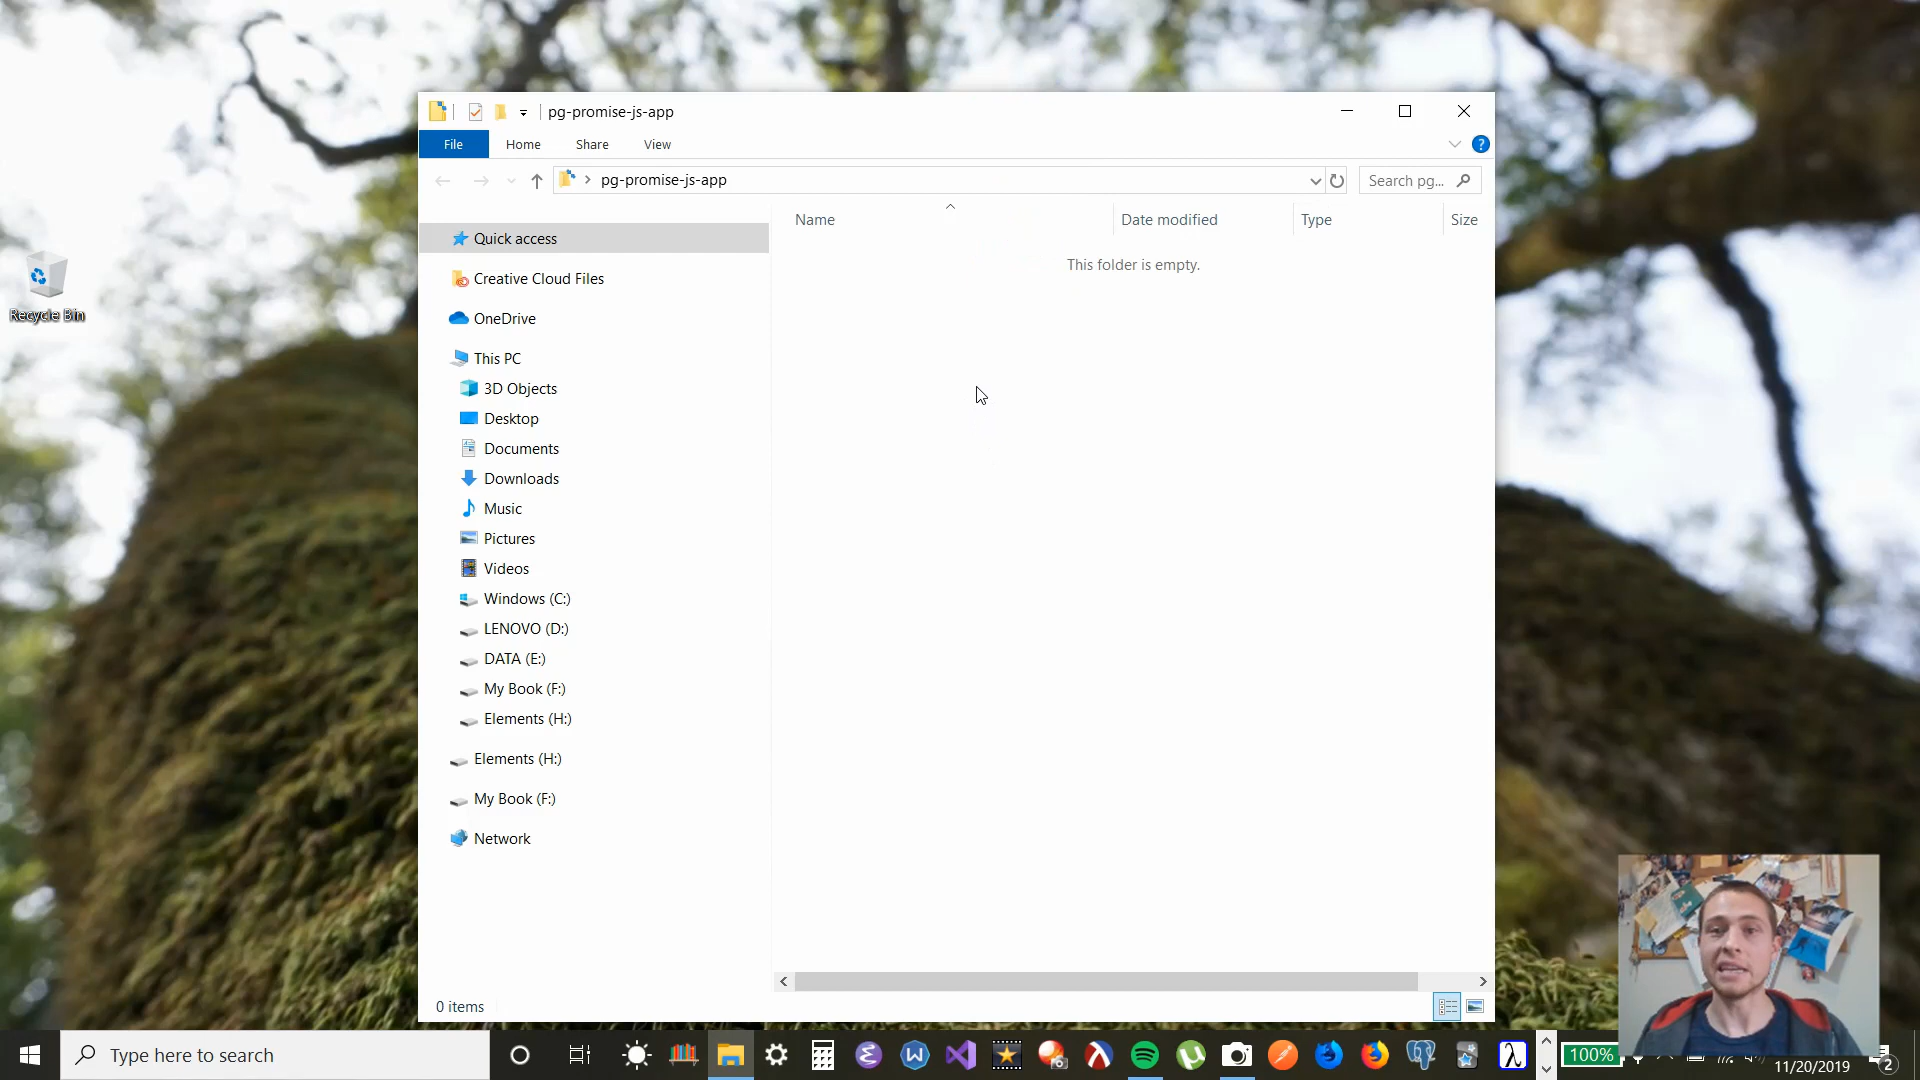 pg-promise-js-app
File
Home
Share
View
pg-promise-js-app
Search pg...
Name
Date modified
Type
Size
Quick access
This folder is empty.
Creative Cloud Files
OneDrive
This PC
3D Objects
Desktop
Documents
Downloads
Music
Pictures
Videos
Windows (C:)
LENOVO (D:)
DATA (E:)
My Book (F:)
Elements (H:)
Elements (H:)
My Book (F:)
Network
0 items
Recycle Bin
Type here to search
100%
11/20/2019
2